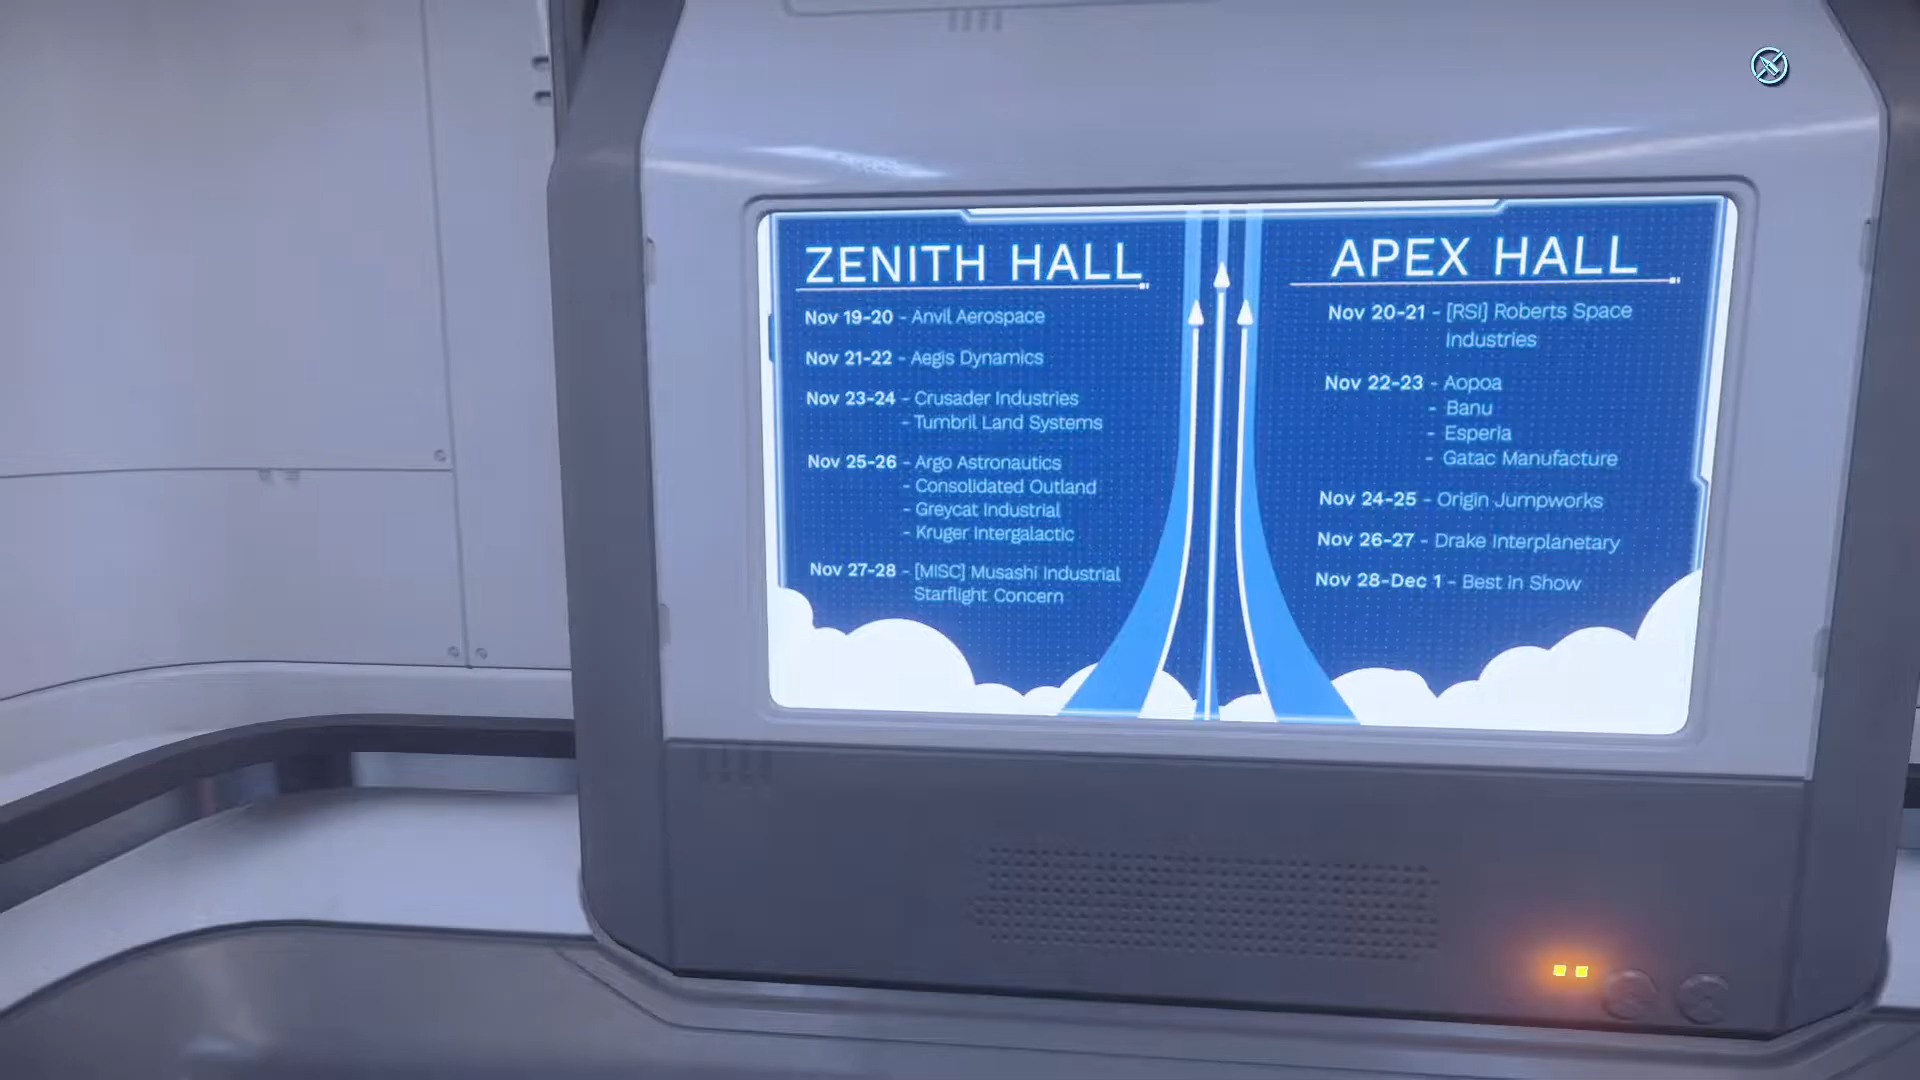 ZENITH HALL
Nov 19-20 - Anvil Aerospace
Nov 21-22 - Aegis Dynamics
Nov 23-24 - Crusader Industries
- Tumbril Land Systems
Nov 25-26 - Argo Astronautics
- Consolidated Outland
- Greycat Industrial
- Kruger Intergalactic
Nov 27-28 - [MISC] Musashi Industrial
Starflight Concern
APEX HALL
Nov 20-21 - [RSI] Roberts Space
Industries
Nov 22-23 - Aopoa
- Banu
- Esperia
- Gatac Manufacture
Nov 24-25 - Origin Jumpworks
Nov 26-27 - Drake Interplanetary
Nov 28-Dec 1 - Best In Show